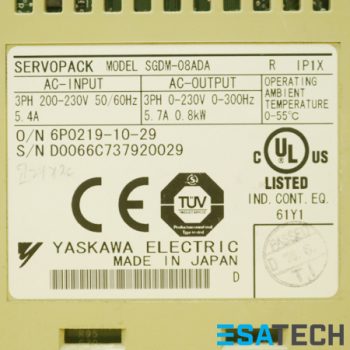 SERVOPACK MODEL SGDM-08ADA R IP1X
AC-INPUT AC-OUTPUT OPERATING AMBIENT TEMPERATURE 0-55°C
3PH 200-230V 50/60Hz 3PH 0-230V 0-300Hz
5.4A 5.7A 0.8kW
O/N 6P0219-10-29
S/N D0066C737920029
C UL US
LISTED
IND. CONT. EQ.
61Y1
CE TÜV
YASKAWA ELECTRIC
MADE IN JAPAN D
PASSED
D
T.I
ESATECH